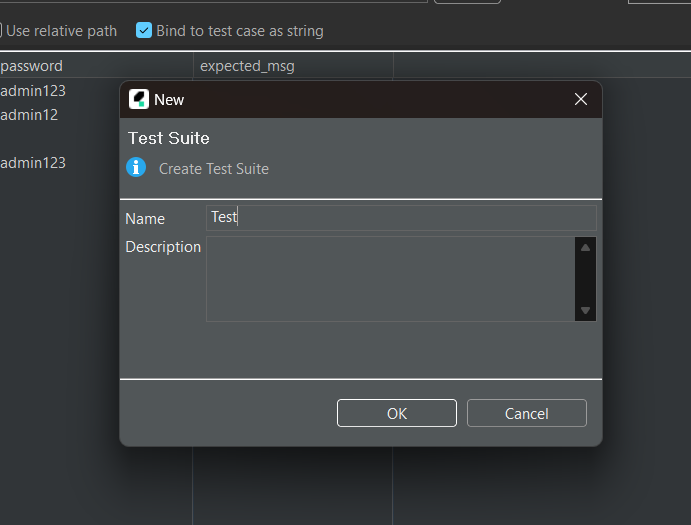 Use relative path Bind to test case as string
password expected_msg
admin123
admin12
admin123
New
Test Suite
Create Test Suite
Name Test
Description
OK Cancel